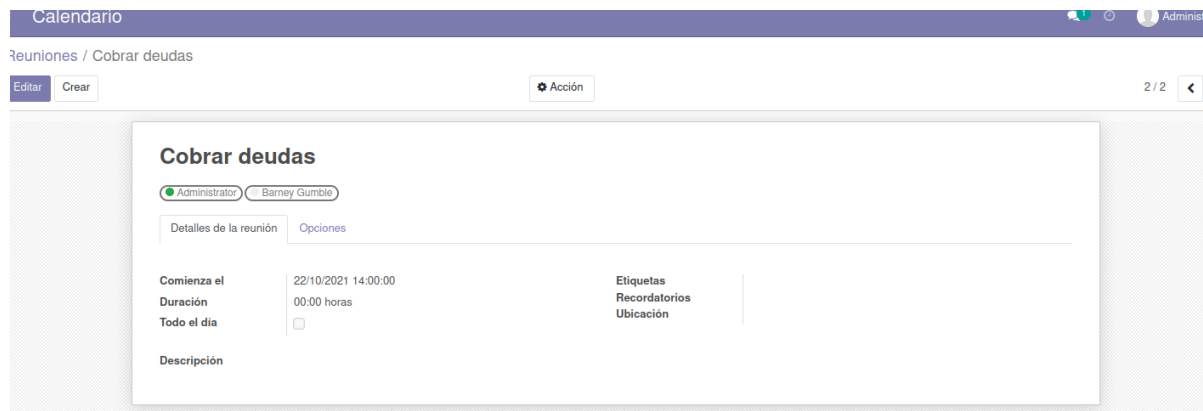 Calendario
1
Adminis
Reuniones / Cobrar deudas
Editar Crear Acción 2 / 2
Cobrar deudas
Administrator Barney Gumble
Detalles de la reunión Opciones
Comienza el 22/10/2021 14:00:00 Etiquetas
Duración 00:00 horas Recordatorios
Todo el día Ubicación
Descripción